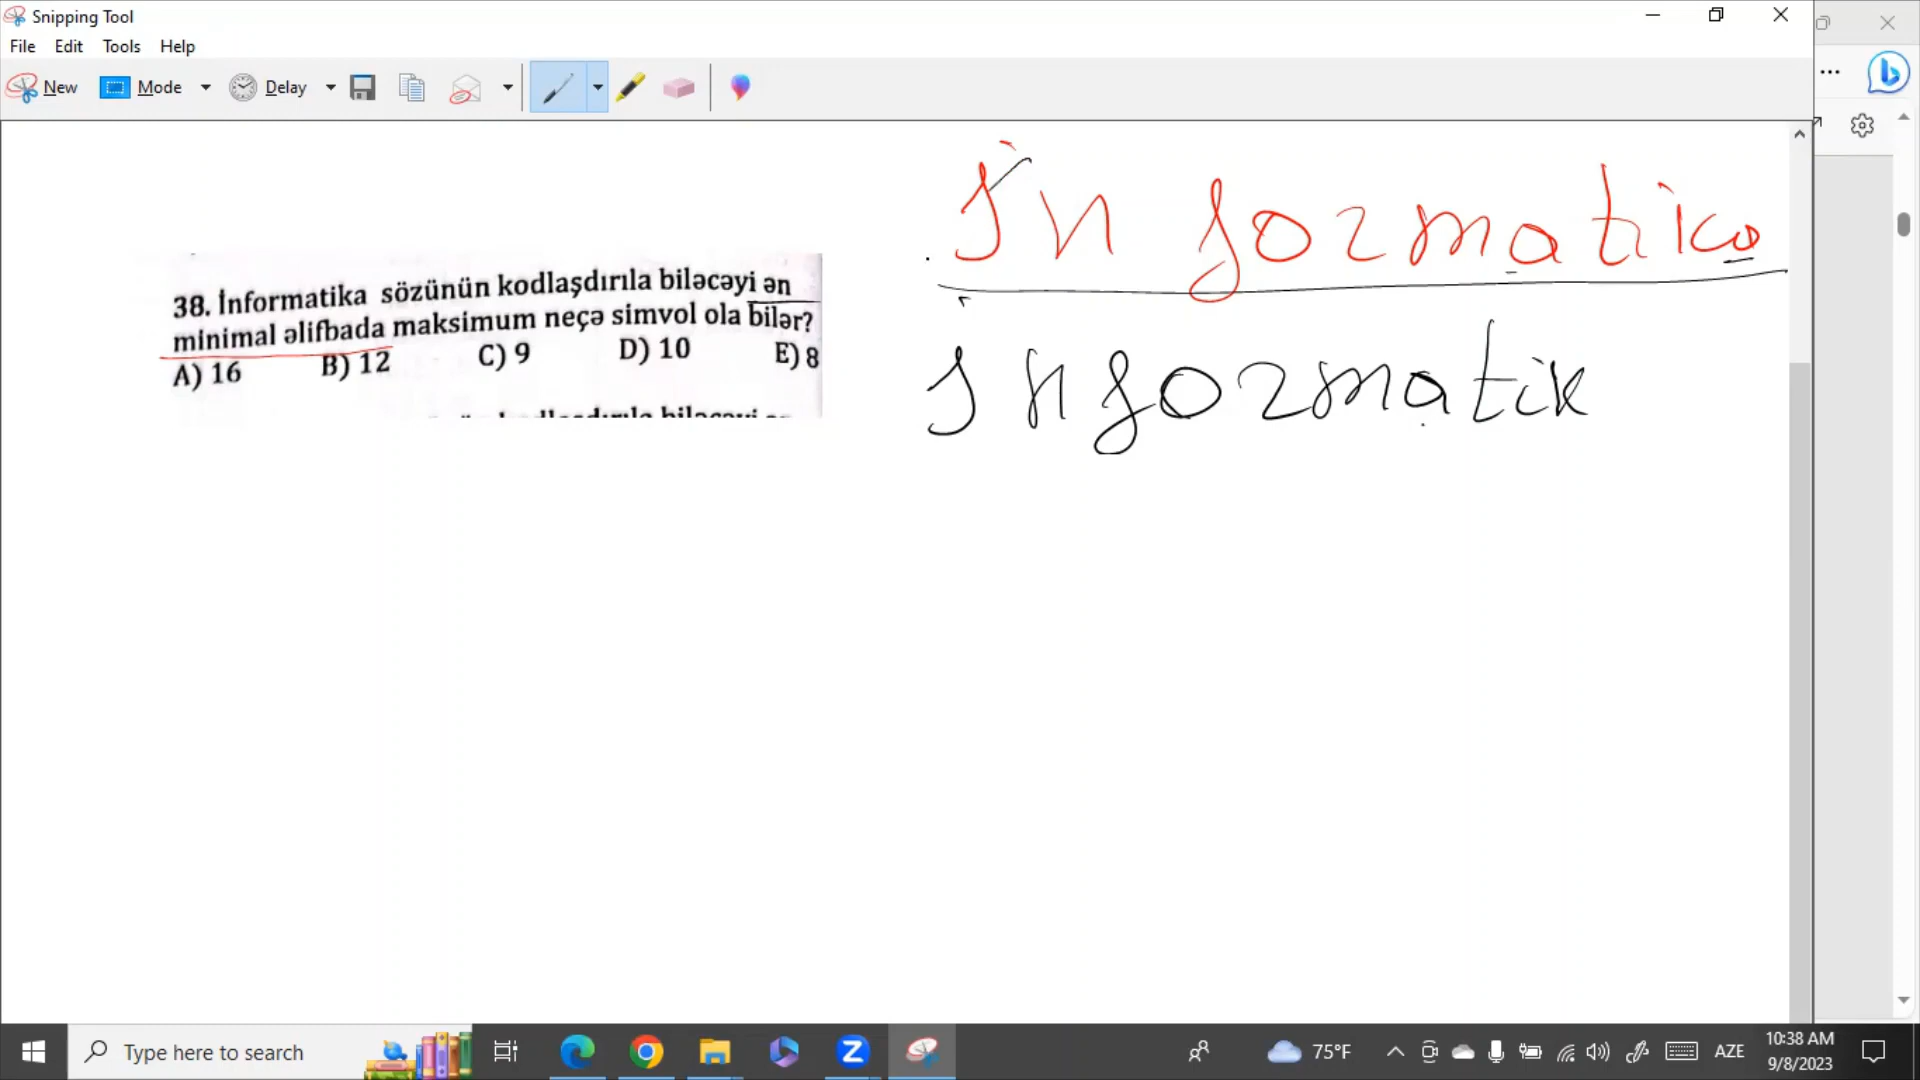 Snipping Tool
File Edit Tools Help
New Mode Delay
İnformatika
38. İnformatika sözünün kodlaşdırıla biləcəyi ən
minimal əlifbada maksimum neçə simvol ola bilər?
A) 16 B) 12 C) 9 D) 10 E) 8
İnformatik
Type here to search
75°F
AZE
10:38 AM
9/8/2023